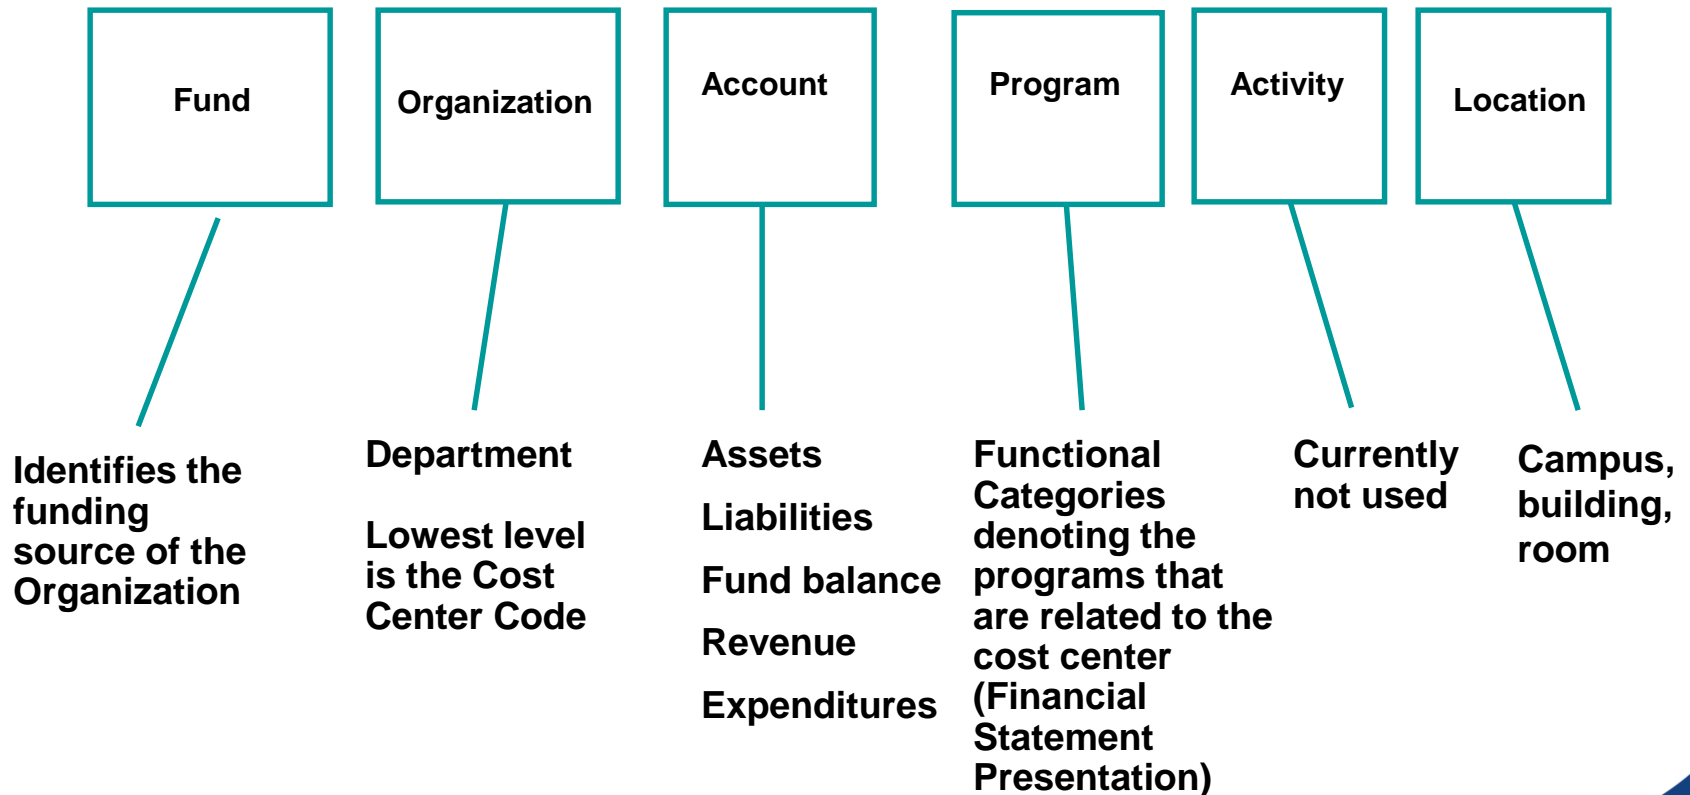 Fund
Organization
Account
Program
Activity
Location
Identifies the
funding
source of the
Organization
Department
Lowest level
is the Cost
Center Code
Assets
Liabilities
Fund balance
Revenue
Expenditures
Functional
Categories
denoting the
programs that
are related to the
cost center
(Financial
Statement
Presentation)
Currently
not used
Campus,
building,
room